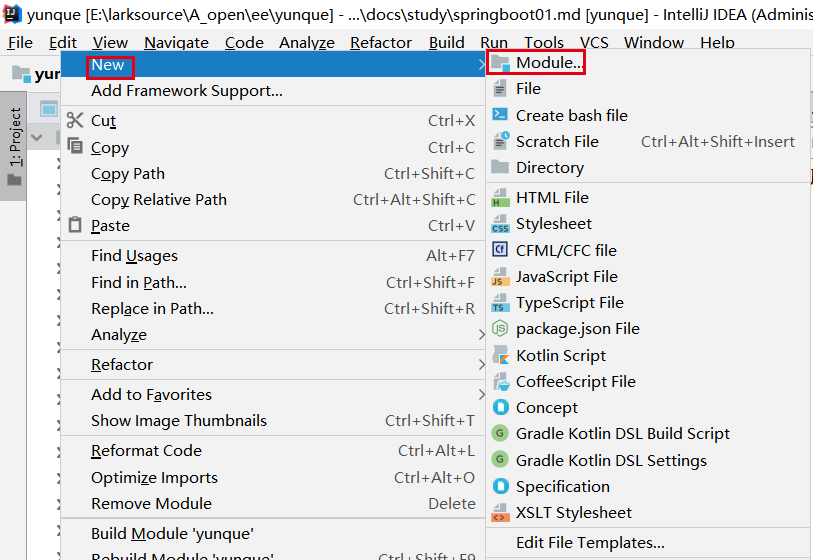 yunque [E:\larksource\A_open\ee\yunque] - ...\docs\study\springboot01.md [yunque] - IntelliJ IDEA (Adminis
File Edit View Navigate Code Analyze Refactor Build Run Tools VCS Window Help
yun
1: Project
New
Add Framework Support...
Cut Ctrl+X
Copy Ctrl+C
Copy Path Ctrl+Shift+C
Copy Relative Path Ctrl+Alt+Shift+C
Paste Ctrl+V
Find Usages Alt+F7
Find in Path... Ctrl+Shift+F
Replace in Path... Ctrl+Shift+R
Analyze
Refactor
Add to Favorites
Show Image Thumbnails Ctrl+Shift+T
Reformat Code Ctrl+Alt+L
Optimize Imports Ctrl+Alt+O
Remove Module Delete
Build Module 'yunque'
Rebuild Module 'yunque' Ctrl+Shift+F9
Module...
File
Create bash file
Scratch File Ctrl+Alt+Shift+Insert
Directory
HTML File
Stylesheet
CFML/CFC file
JavaScript File
TypeScript File
package.json File
Kotlin Script
CoffeeScript File
Concept
Gradle Kotlin DSL Build Script
Gradle Kotlin DSL Settings
Specification
XSLT Stylesheet
Edit File Templates...